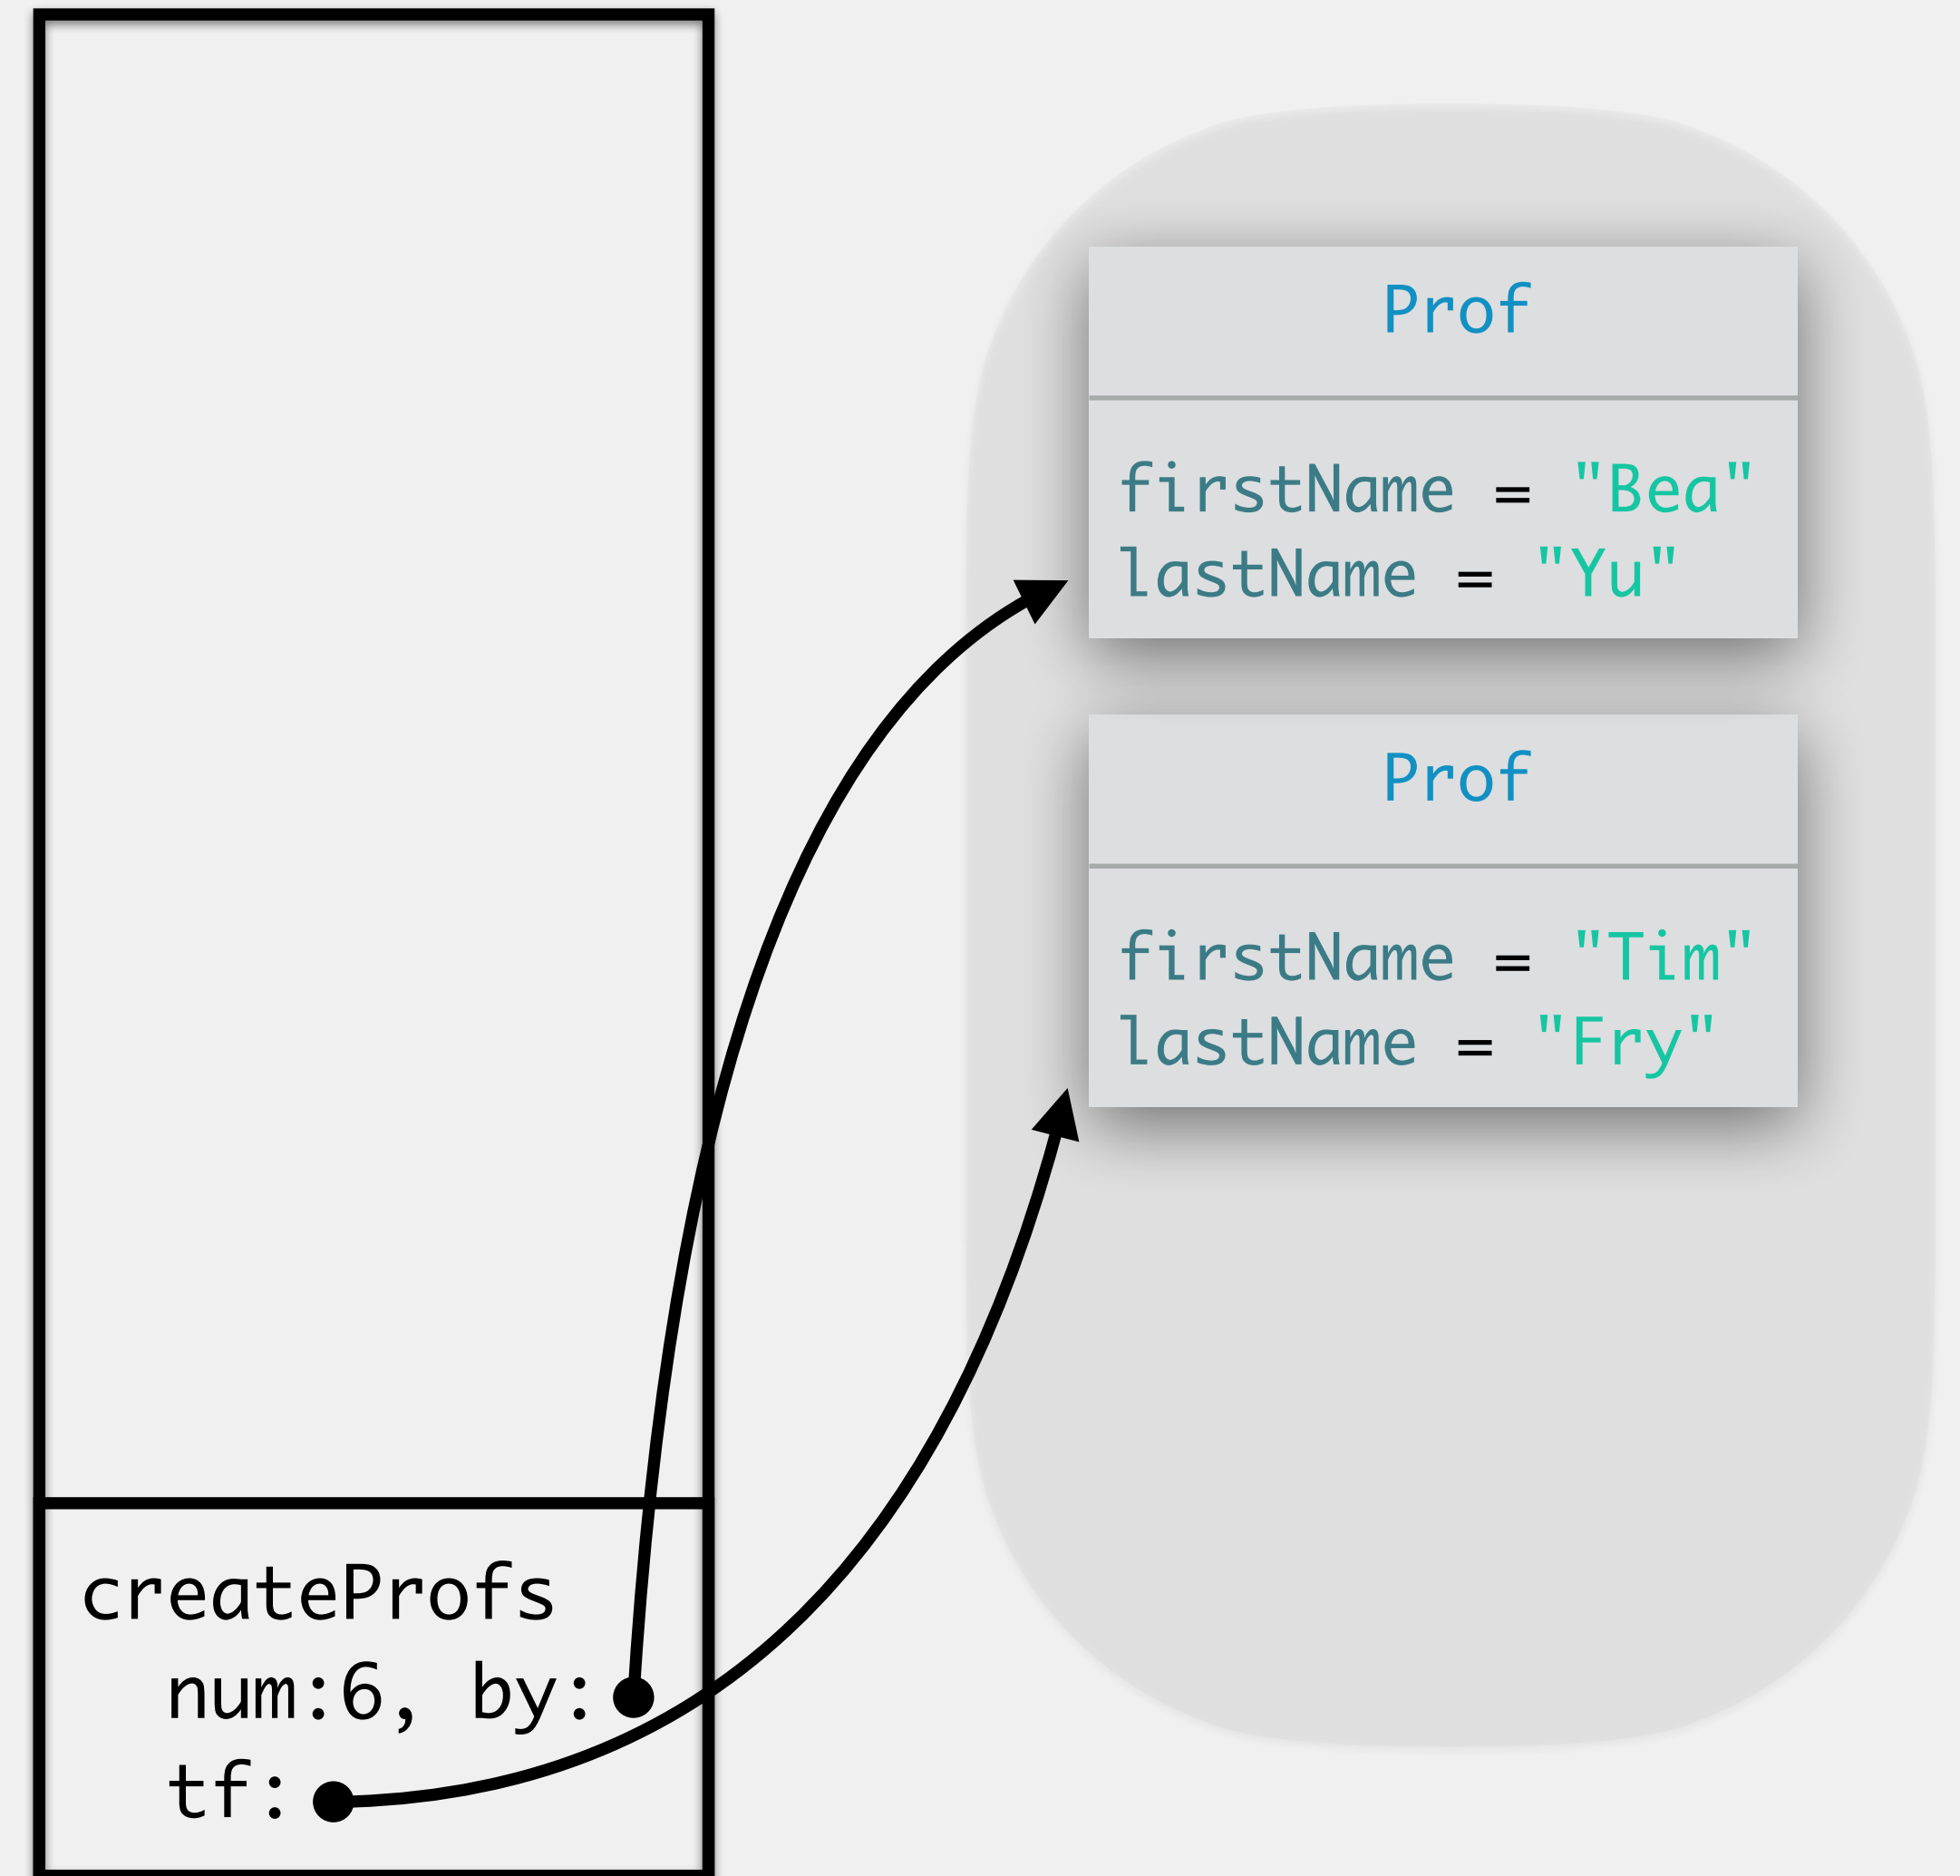 Prof
firstName = "Bea"
lastName = "Yu"
Prof
firstName = "Tim"
lastName = "Fry"
createProfs
num:6, by:
tf: